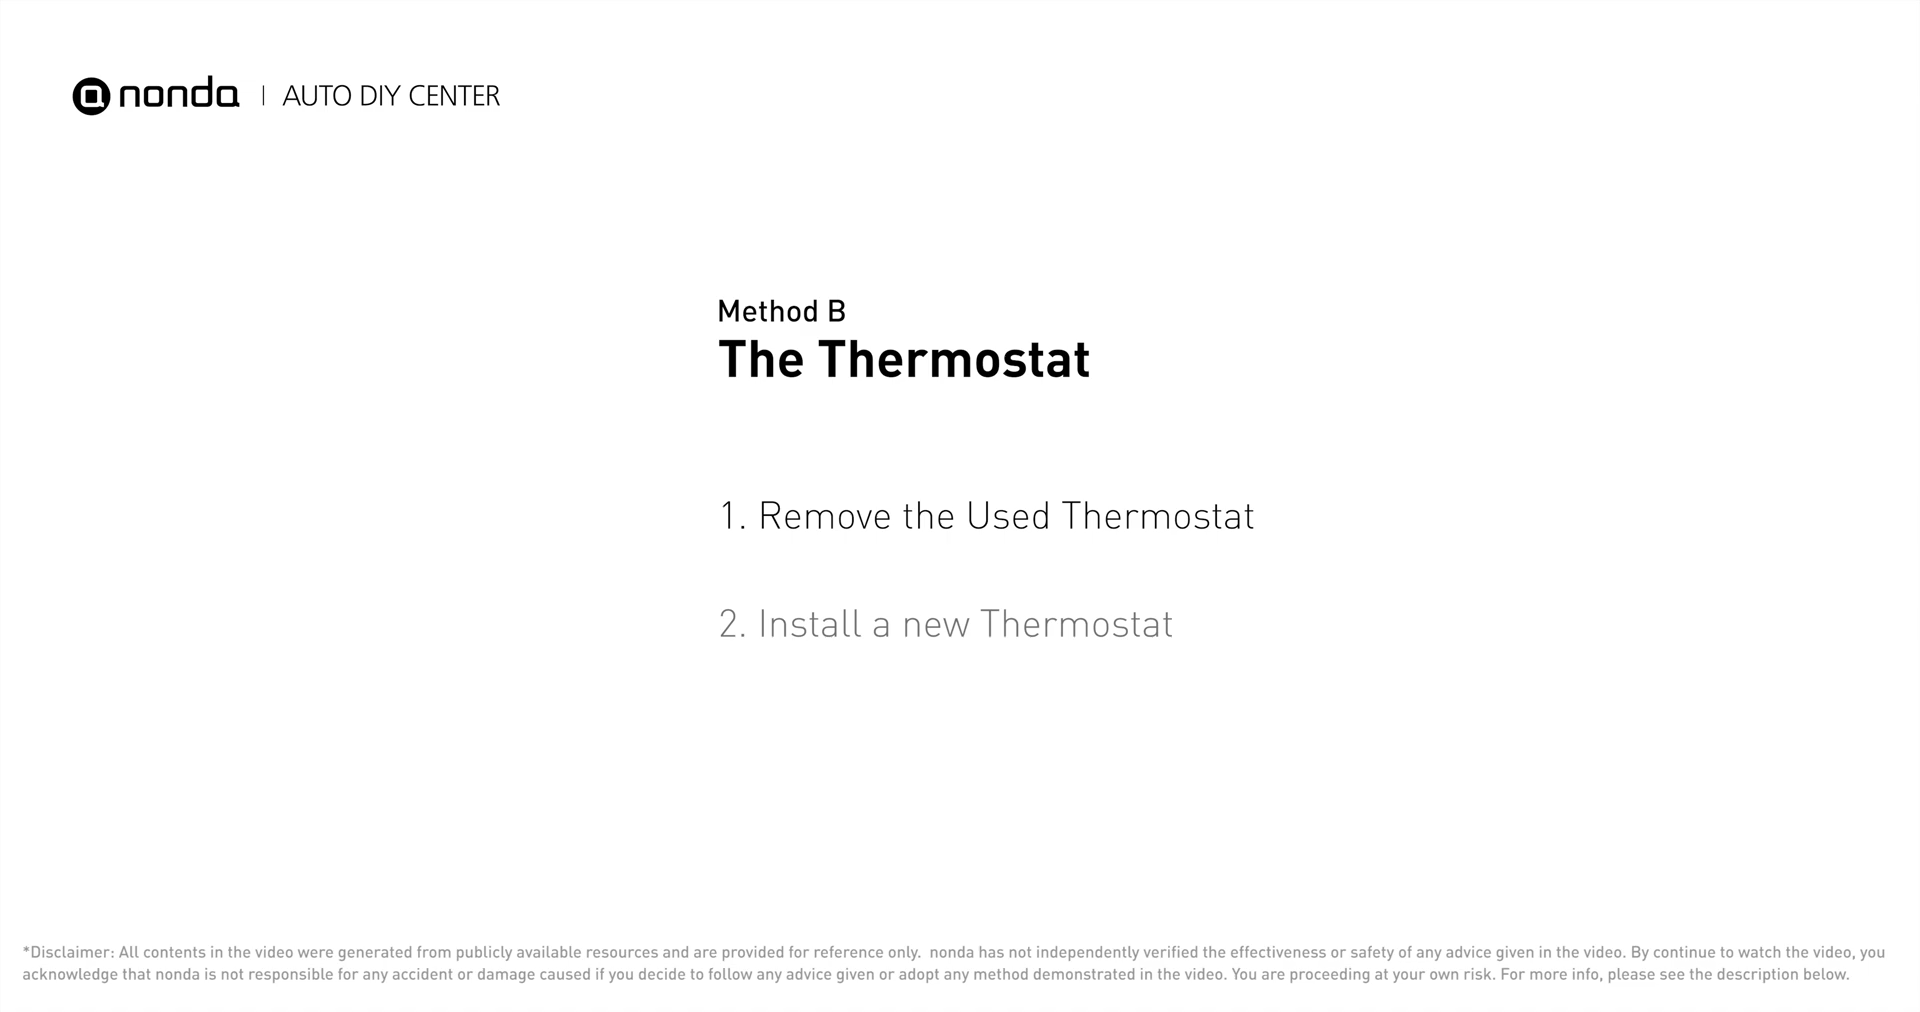 nonda | AUTO DIY CENTER
Method B
The Thermostat
1. Remove the Used Thermostat
2. Install a new Thermostat
*Disclaimer: All contents in the video were generated from publicly available resources and are provided for reference only.  nonda has not independently verified the effectiveness or safety of any advice given in the video. By continue to watch the video, you
acknowledge that nonda is not responsible for any accident or damage caused if you decide to follow any advice given or adopt any method demonstrated in the video. You are proceeding at your own risk. For more info, please see the description below.